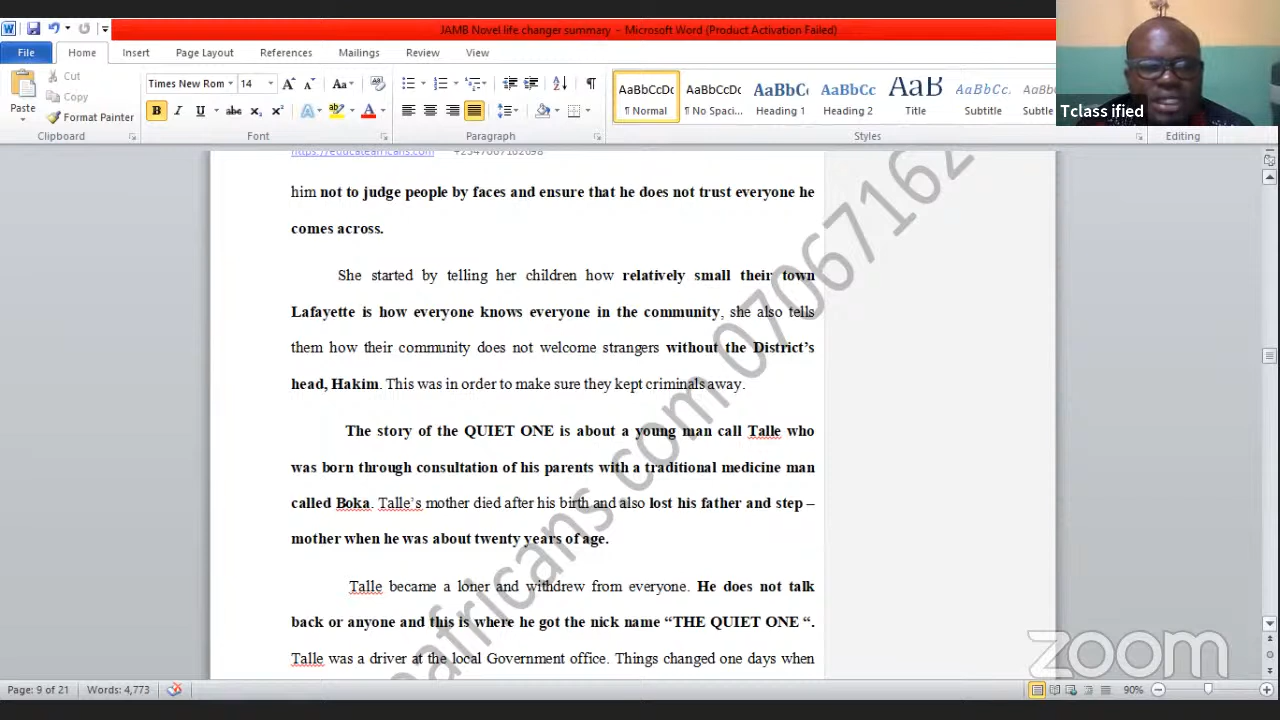 JAMB Novel life changer summary - Microsoft Word (Product Activation Failed)
File Home Insert Page Layout References Mailings Review View
Cut
Copy
Paste
Format Painter
Clipboard
Times New Rom 14
Font
Paragraph
AaBbCcDc AaBbCcDc AaBbC AaBbCc AaB AaBbCc.
¶ Normal ¶ No Spaci... Heading 1 Heading 2 Title Subtitle Subtle
Styles
Editing
Tclass ified
https://educateafricans.com +2347067162098
him not to judge people by faces and ensure that he does not trust everyone he
comes across.
She started by telling her children how relatively small their town
Lafayette is how everyone knows everyone in the community, she also tells
them how their community does not welcome strangers without the District’s
head, Hakim. This was in order to make sure they kept criminals away.
The story of the QUIET ONE is about a young man call Talle who
was born through consultation of his parents with a traditional medicine man
called Boka. Talle’s mother died after his birth and also lost his father and step –
mother when he was about twenty years of age.
Talle became a loner and withdrew from everyone. He does not talk
back or anyone and this is where he got the nick name “THE QUIET ONE “.
Talle was a driver at the local Government office. Things changed one days when
eafricans.com 07067162
zoom
Page: 9 of 21 Words: 4,773
90%